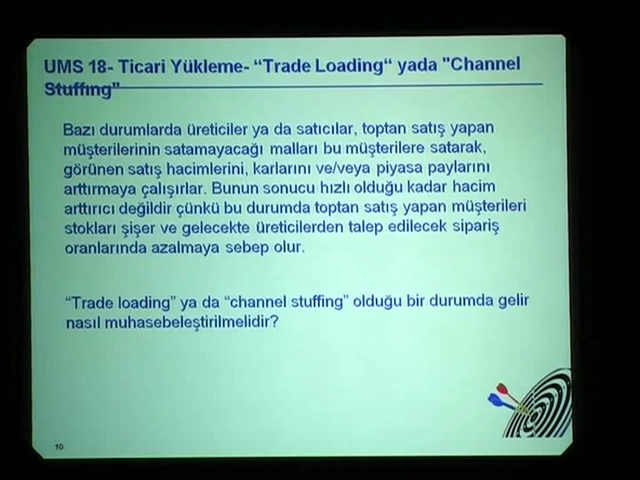 UMS 18- Ticari Yükleme- “Trade Loading“ yada "Channel
Stuffıng"
Bazı durumlarda üreticiler ya da satıcılar, toptan satış yapan
müşterilerinin satamayacağı malları bu müşterilere satarak,
görünen satış hacimlerini, karlarını ve/veya piyasa paylarını
arttırmaya çalışırlar. Bunun sonucu hızlı olduğu kadar hacim
arttırıcı değildir çünkü bu durumda toptan satış yapan müşterileri
stokları şişer ve gelecekte üreticilerden talep edilecek sipariş
oranlarında azalmaya sebep olur.
“Trade loading” ya da “channel stuffing” olduğu bir durumda gelir
nasıl muhasebeleştirilmelidir?
10